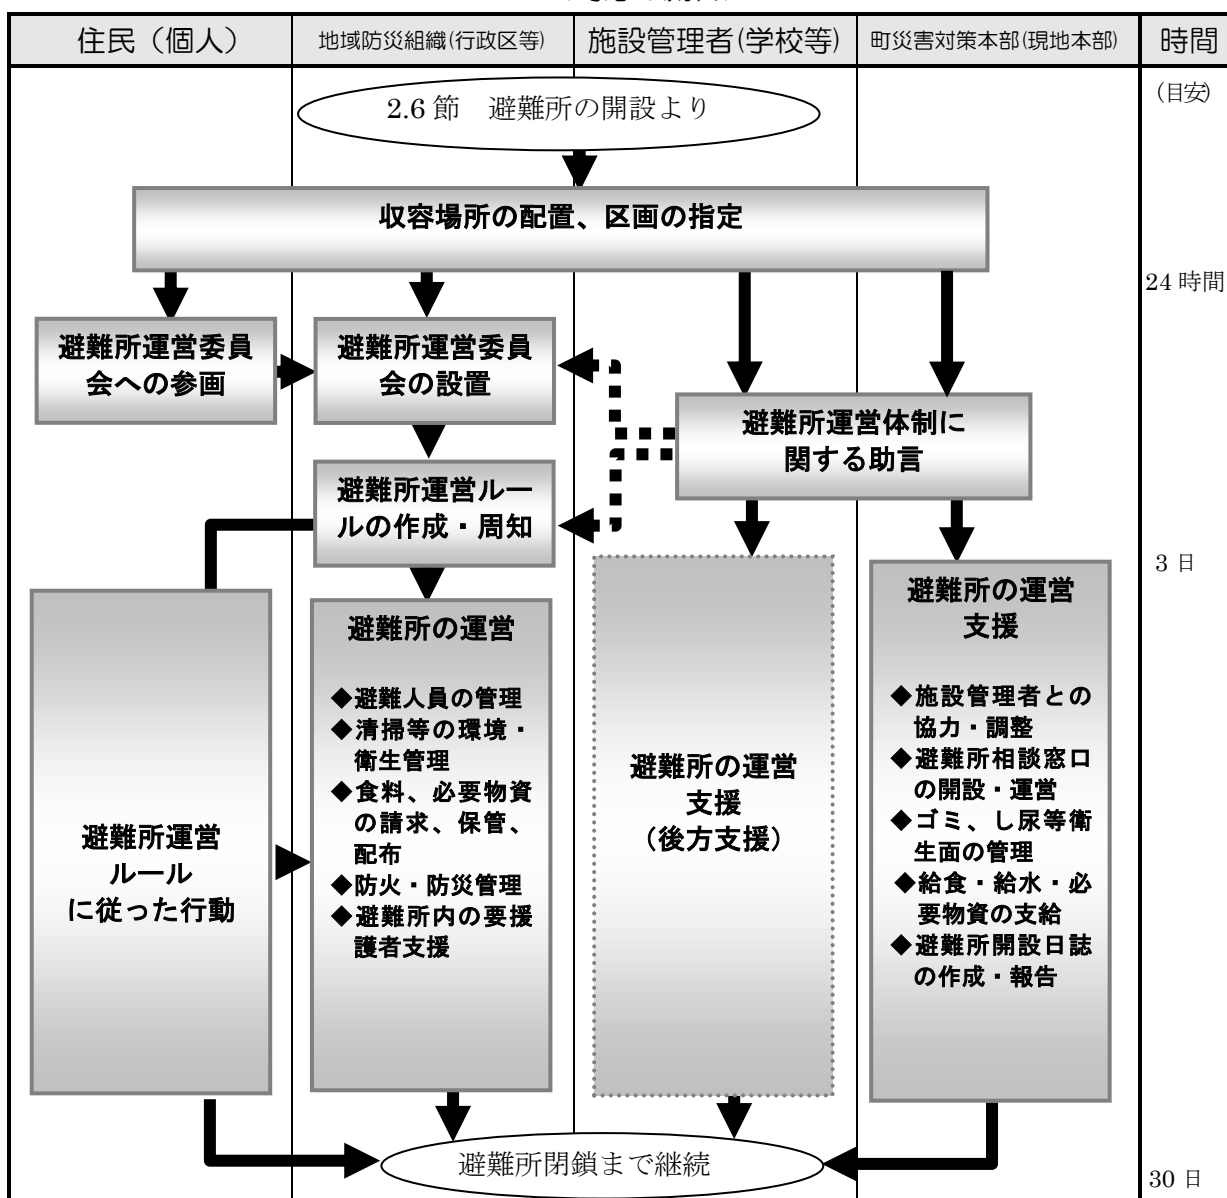 住民（個人）
地域防災組織(行政区等)
施設管理者(学校等)
町災害対策本部(現地本部)
時間
(目安)
2.6 節　避難所の開設より
収容場所の配置、区画の指定
24 時間
避難所運営委員
会への参画
避難所運営委員
会の設置
避難所運営体制に
関する助言
避難所運営ルー
ルの作成・周知
3 日
避難所運営
ルール
に従った行動
避難所の運営
◆避難人員の管理
◆清掃等の環境・
衛生管理
◆食料、必要物資
の請求、保管、
配布
◆防火・防災管理
◆避難所内の要援
護者支援
避難所の運営
支援
（後方支援）
避難所の運営
支援
◆施設管理者との
協力・調整
◆避難所相談窓口
の開設・運営
◆ゴミ、し尿等衛
生面の管理
◆給食・給水・必
要物資の支給
◆避難所開設日誌
の作成・報告
避難所閉鎖まで継続
30 日